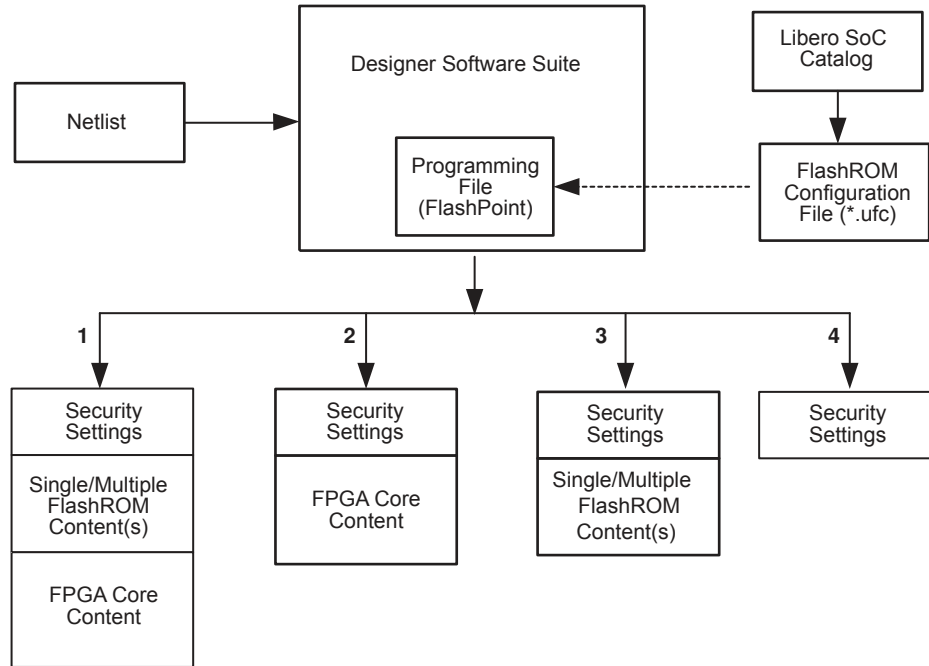 Designer Software Suite
Libero SoC
Catalog
Netlist
Programming
File
(FlashPoint)
FlashROM
Configuration
File (*.ufc)
1
2
3
4
Security
Settings
Single/Multiple
FlashROM
Content(s)
FPGA Core
Content
Security
Settings
FPGA Core
Content
Security
Settings
Single/Multiple
FlashROM
Content(s)
Security
Settings